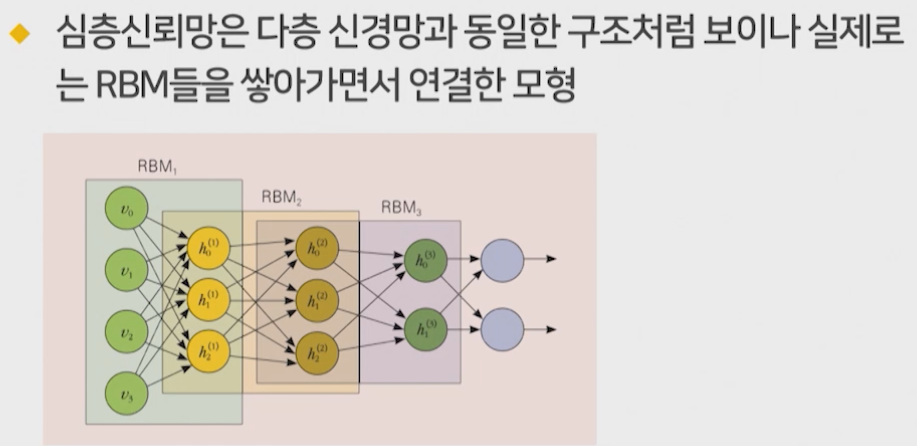 심층신뢰망은 다층 신경망과 동일한 구조처럼 보이나 실제로
는 RBM들을 쌓아가면서 연결한 모형
RBM₁
RBM₂
RBM₃
v₀
v₁
v₂
v₃
h₀⁽¹⁾
h₁⁽¹⁾
h₂⁽¹⁾
h₀⁽²⁾
h₁⁽²⁾
h₂⁽²⁾
h₀⁽³⁾
h₁⁽³⁾